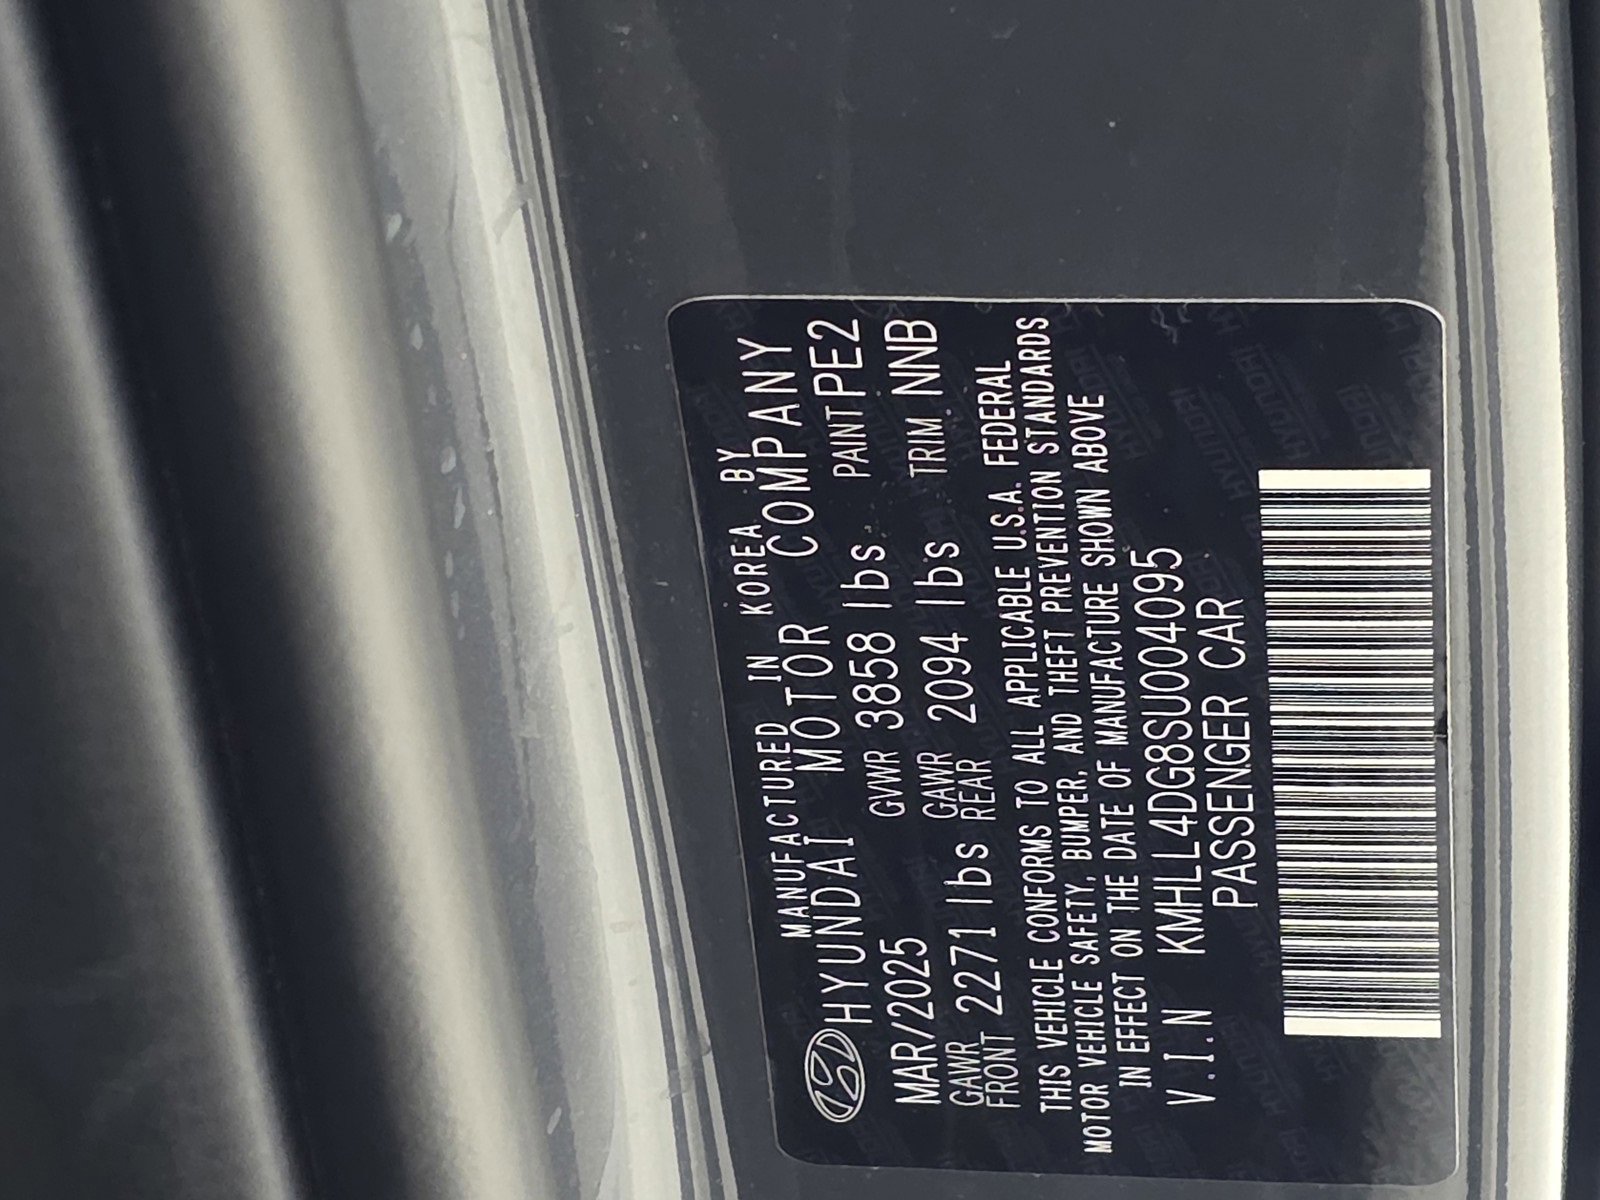 MANUFACTURED IN KOREA BY
HYUNDAI MOTOR COMPANY
MAR/2025 GVWR 3858 lbs PAINT PE2
GAWR FRONT 2271 lbs GAWR REAR 2094 lbs TRIM NNB
THIS VEHICLE CONFORMS TO ALL APPLICABLE U.S.A. FEDERAL
MOTOR VEHICLE SAFETY, BUMPER, AND THEFT PREVENTION STANDARDS
IN EFFECT ON THE DATE OF MANUFACTURE SHOWN ABOVE
V.I.N KMHLL4DG8SU004095
PASSENGER CAR